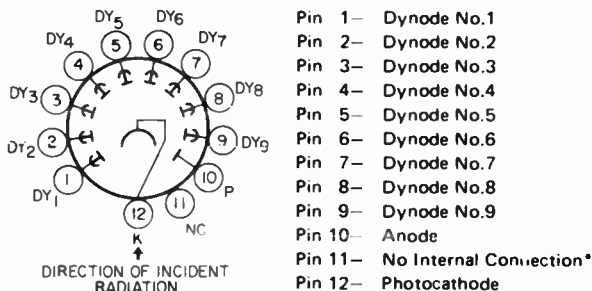 DY5
DY6
DY4
DY7
DY3
DY8
DY2
DY9
DY1
P
NC
K
5
6
4
7
3
8
2
9
1
10
12
11
DIRECTION OF INCIDENT
RADIATION
Pin 1– Dynode No.1
Pin 2– Dynode No.2
Pin 3– Dynode No.3
Pin 4– Dynode No.4
Pin 5– Dynode No.5
Pin 6– Dynode No.6
Pin 7– Dynode No.7
Pin 8– Dynode No.8
Pin 9– Dynode No.9
Pin 10– Anode
Pin 11– No Internal Connection*
Pin 12– Photocathode